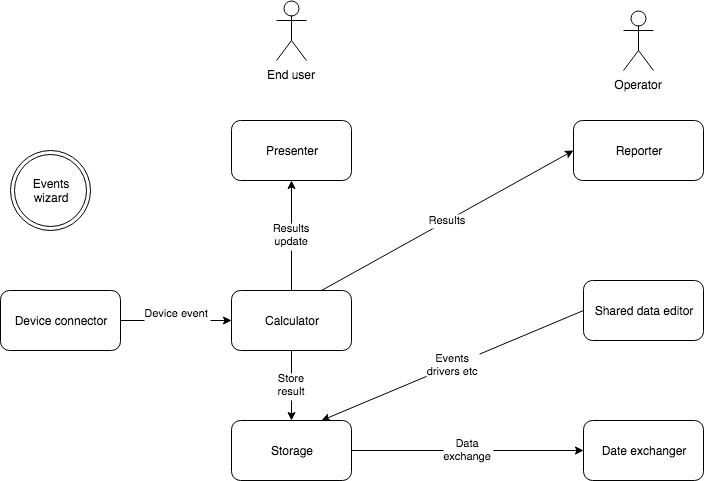 End user
Operator
Presenter
Reporter
Events
wizard
Results
update
Results
Device connector
Device event
Calculator
Shared data editor
Store
result
Events
drivers etc
Storage
Data
exchange
Date exchanger